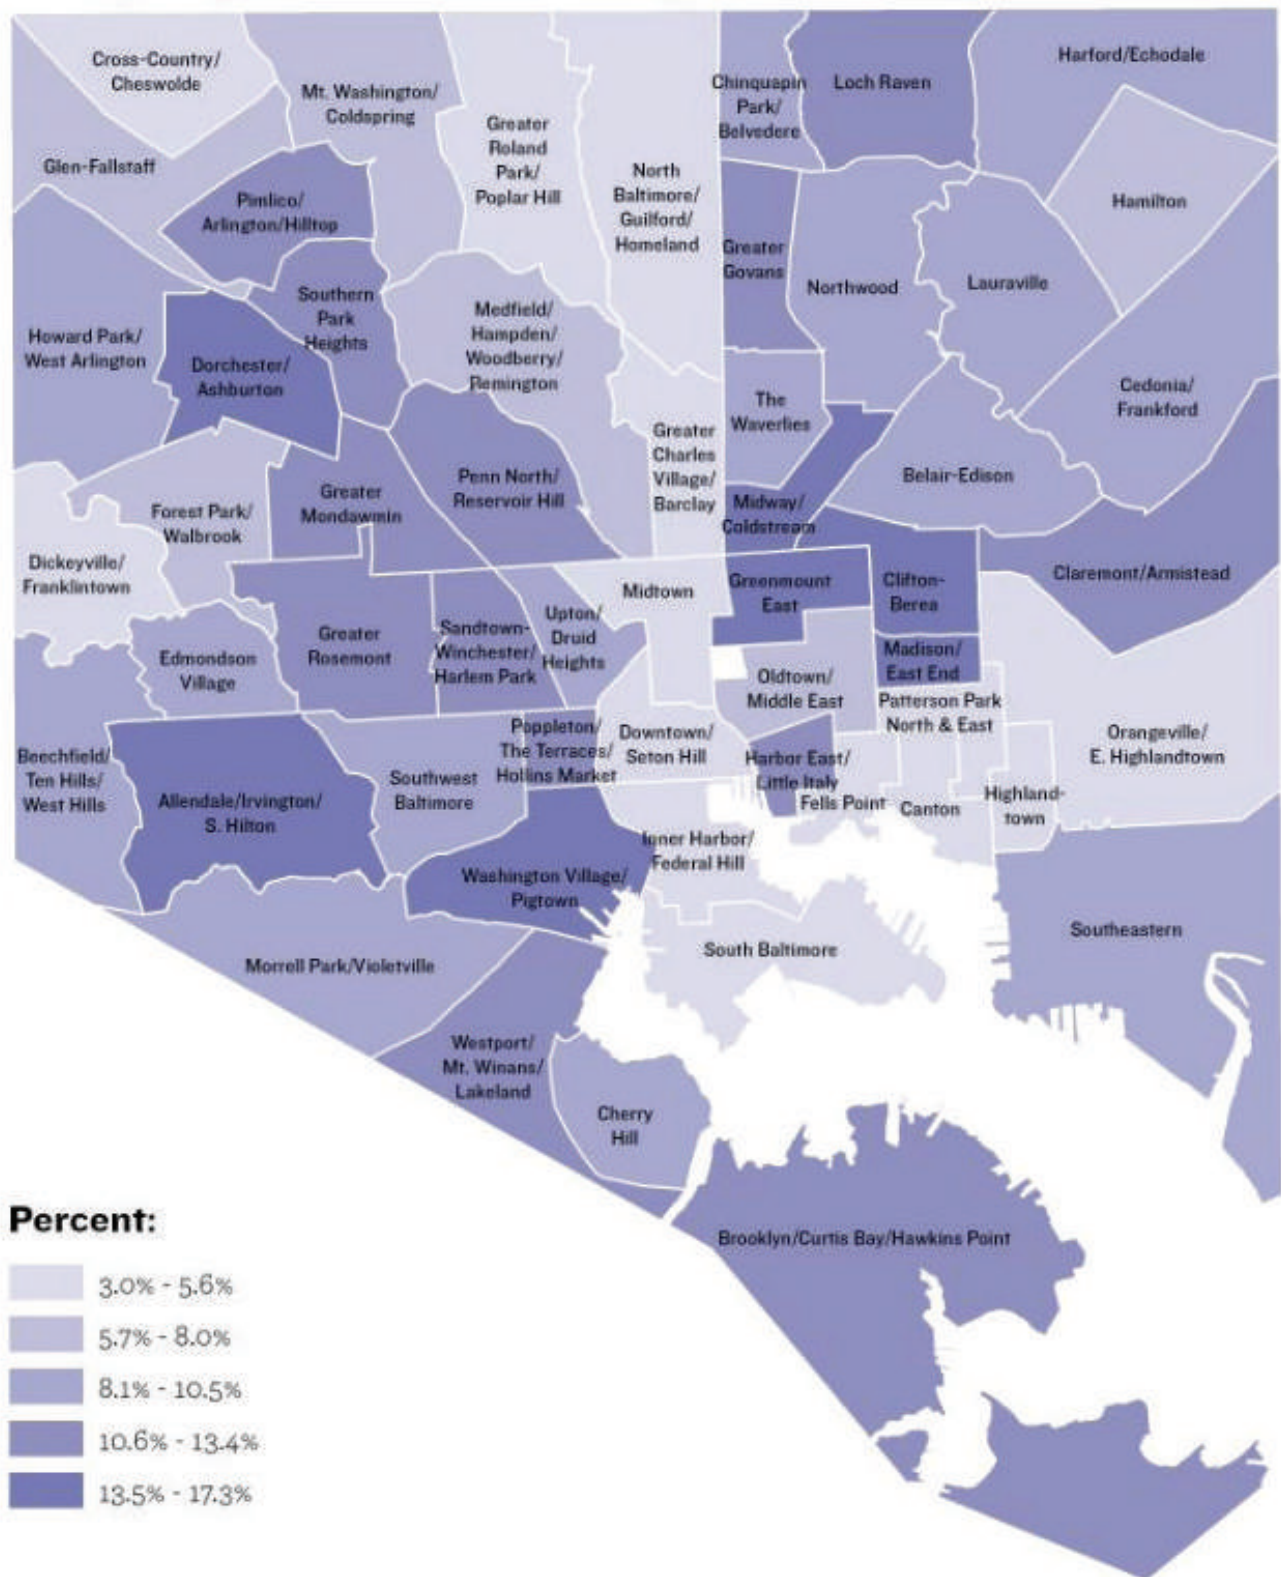 Cross-Country/
Cheswolde
Mt. Washington/
Coldspring
Greater
Roland
Park/
Poplar Hill
North
Baltimore/
Guilford/
Homeland
Chinquapin
Park/
Belvedere
Loch Raven
Harford/Echodale
Glen-Fallstaff
Pimlico/
Arlington/Hilltop
Hamilton
Greater
Govans
Northwood
Lauraville
Howard Park/
West Arlington
Dorchester/
Ashburton
Southern
Park
Heights
Medfield/
Hampden/
Woodberry/
Remington
The
Waverlies
Cedonia/
Frankford
Greater
Charles
Village/
Barclay
Belair-Edison
Penn North/
Reservoir Hill
Greater
Mondawmin
Forest Park/
Walbrook
Midway/
Coldstream
Dickeyville/
Franklintown
Midtown
Greenmount
East
Clifton-
Berea
Claremont/Armistead
Greater
Rosemont
Sandtown-
Winchester/
Harlem Park
Upton/
Druid
Heights
Edmondson
Village
Oldtown/
Middle East
Madison/
East End
Patterson Park
North & East
Orangeville/
E. Highlandtown
Beechfield/
Ten Hills/
West Hills
Allendale/Irvington/
S. Hilton
Southwest
Baltimore
Poppleton/
The Terraces/
Hollins Market
Downtown/
Seton Hill
Harbor East/
Little Italy
Fells Point
Canton
Highland-
town
Inner Harbor/
Federal Hill
Washington Village/
Pigtown
South Baltimore
Southeastern
Morrell Park/Violetville
Westport/
Mt. Winans/
Lakeland
Cherry
Hill
Brooklyn/Curtis Bay/Hawkins Point
Percent:
3.0% - 5.6%
5.7% - 8.0%
8.1% - 10.5%
10.6% - 13.4%
13.5% - 17.3%